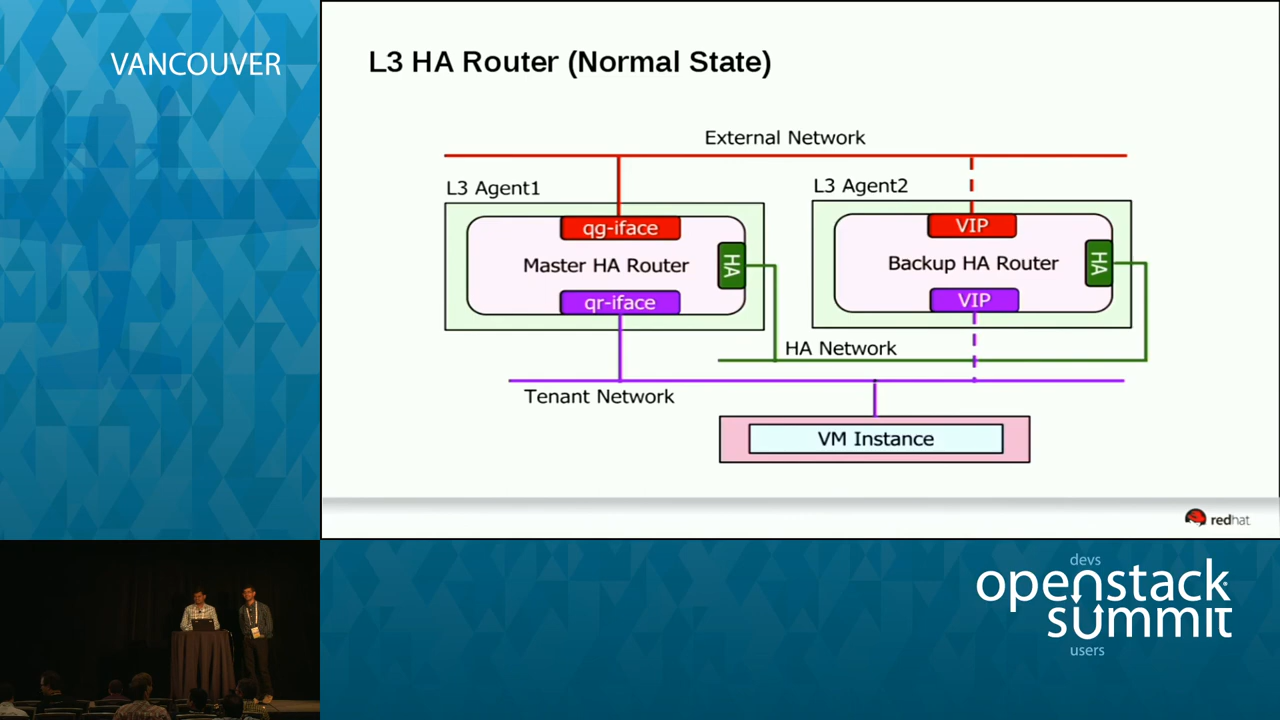 VANCOUVER
L3 HA Router (Normal State)
External Network
L3 Agent1
L3 Agent2
qg-iface
VIP
Master HA Router
HA
Backup HA Router
HA
qr-iface
VIP
HA Network
Tenant Network
VM Instance
redhat
devs
openstack
summit
users